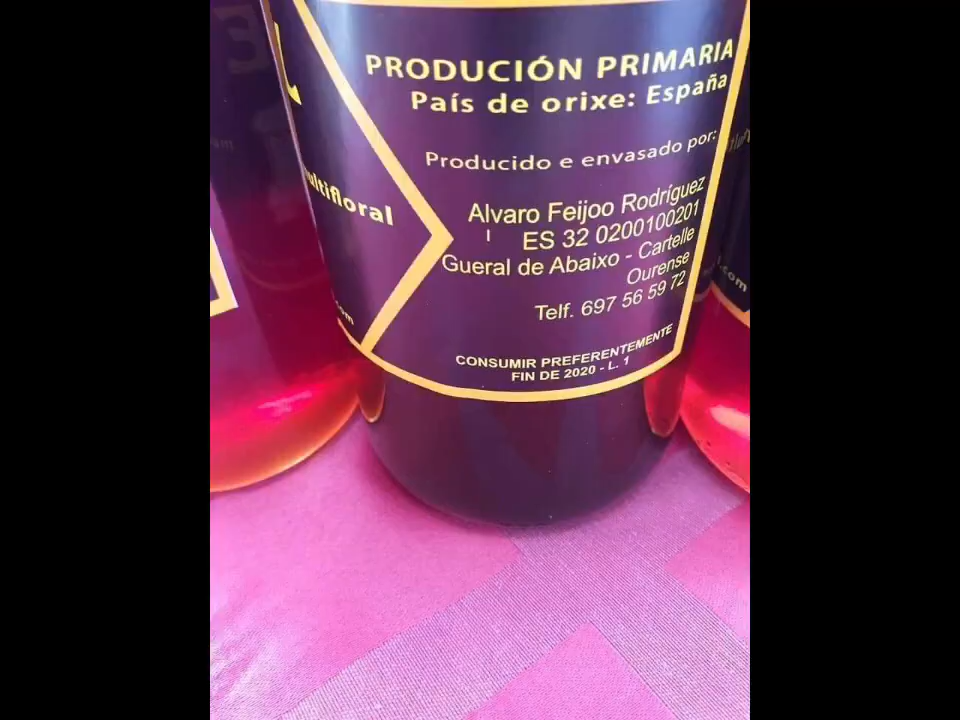 PRODUCIÓN PRIMARIA
País de orixe: España
Producido e envasado por:
Alvaro Feijoo Rodríguez
ES 32 0200100201
Gueral de Abaixo - Cartelle
Ourense
Telf. 697 56 59 72
CONSUMIR PREFERENTEMENTE
FIN DE 2020 - L. 1